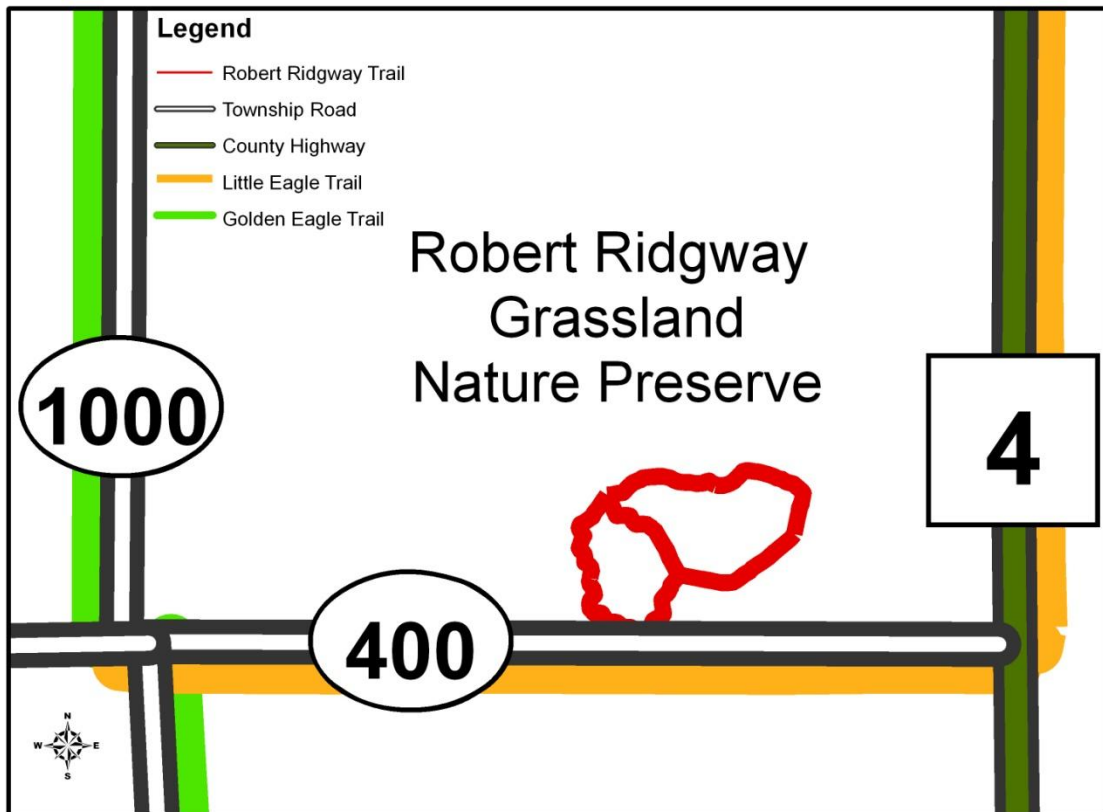 Legend
Robert Ridgway Trail
Township Road
County Highway
Little Eagle Trail
Golden Eagle Trail
Robert Ridgway
Grassland
Nature Preserve
1000
4
400
N
W E
S